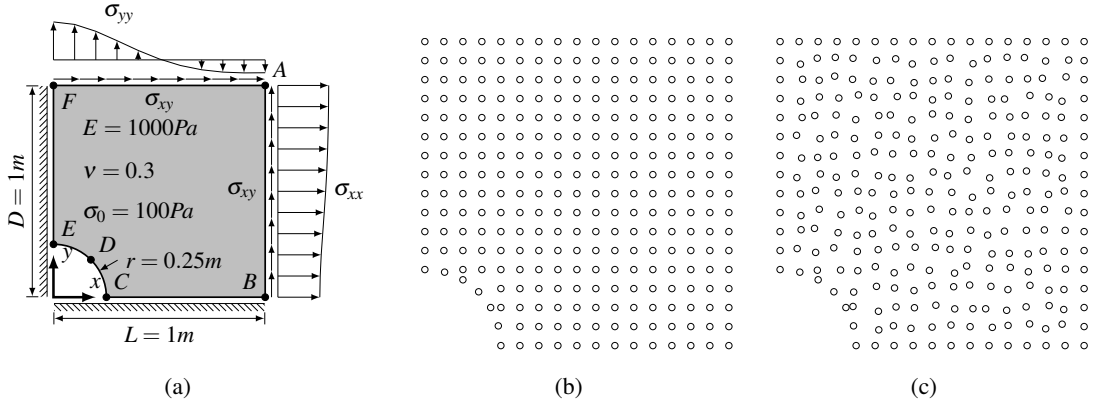 σyy
A
σxy
F
E = 1000Pa
ν = 0.3
σxy
σxx
D = 1m
σ0 = 100Pa
E
D
y
r = 0.25m
x
C
B
L = 1m
(a)
(b)
(c)